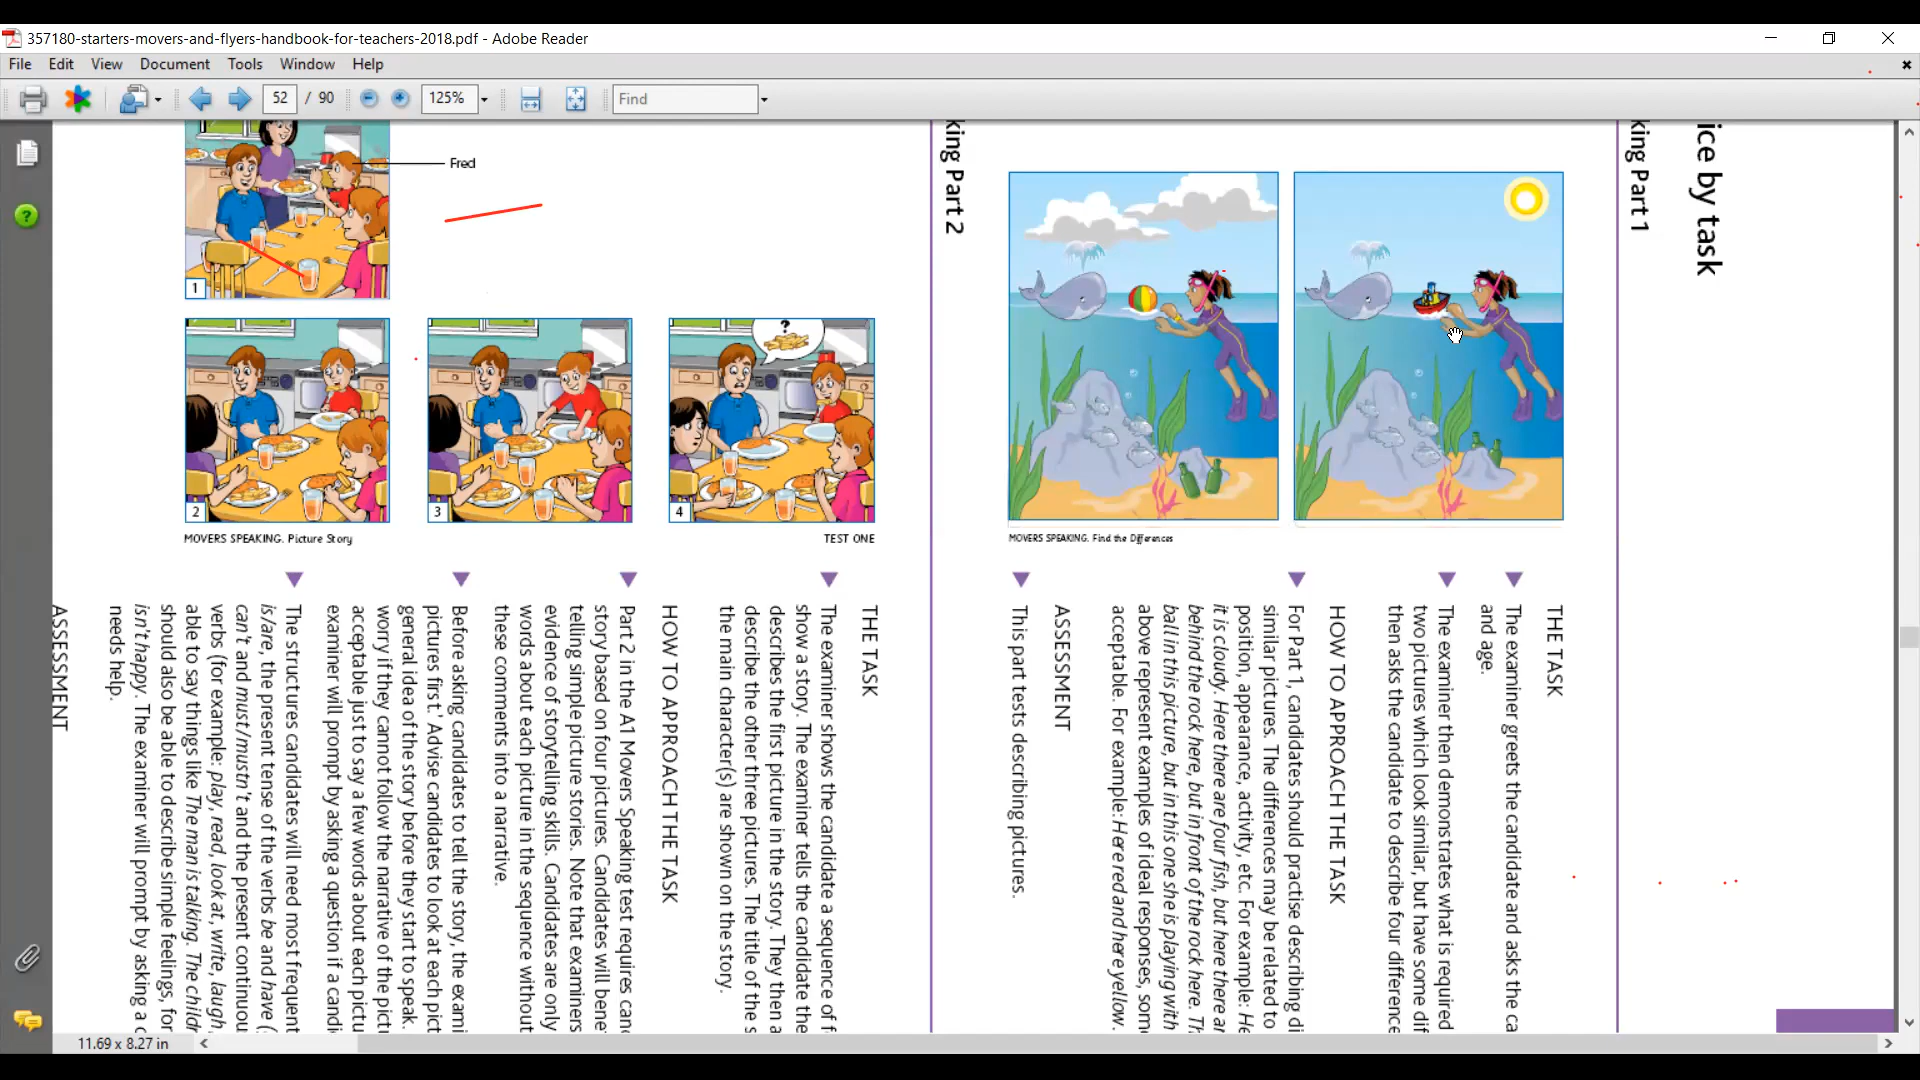 357180-starters-movers-and-flyers-handbook-for-teachers-2018.pdf - Adobe Reader
File Edit View Document Tools Window Help
52 / 90 125% Find
ice by task
king Part 1
THE TASK
The examiner greets the candidate and asks the ca
and age.
The examiner then demonstrates what is required
two pictures which look similar, but have some dif
then asks the candidate to describe four difference
HOW TO APPROACH THE TASK
For Part 1, candidates should practise describing di
similar pictures. The differences may be related to
position, appearance, activity, etc. For example: He
it is cloudy. Here there are four fish, but here there ar
behind the rock here, but in front of the rock here. Th
ball in this picture, but in this one she is playing with
above represent examples of ideal responses, som
acceptable. For example: Here red and here yellow.
ASSESSMENT
This part tests describing pictures.
MOVERS SPEAKING. Find the Differences
king Part 2
THE TASK
The examiner shows the candidate a sequence of f
show a story. The examiner tells the candidate the
describes the first picture in the story. They then a
describe the other three pictures. The title of the s
the main character(s) are shown on the story.
HOW TO APPROACH THE TASK
Part 2 in the A1 Movers Speaking test requires canc
story based on four pictures. Candidates will bene
telling simple picture stories. Note that examiners
evidence of storytelling skills. Candidates are only
words about each picture in the sequence without
these comments into a narrative.
Before asking candidates to tell the story, the exami
pictures first.' Advise candidates to look at each pict
general idea of the story before they start to speak.
worry if they cannot follow the narrative of the pictu
acceptable just to say a few words about each pictu
examiner will prompt by asking a question if a candi
The structures candidates will need most frequent
is/are, the present tense of the verbs be and have (
can't and must/mustn't and the present continuou
verbs (for example: play, read, look at, write, laugh,
able to say things like The man is talking. The childr
should also be able to describe simple feelings, for
isn't happy. The examiner will prompt by asking a q
needs help.
ASSESSMENT
Fred
1
?
2
3
4
MOVERS SPEAKING. Picture Story
TEST ONE
11.69 x 8.27 in